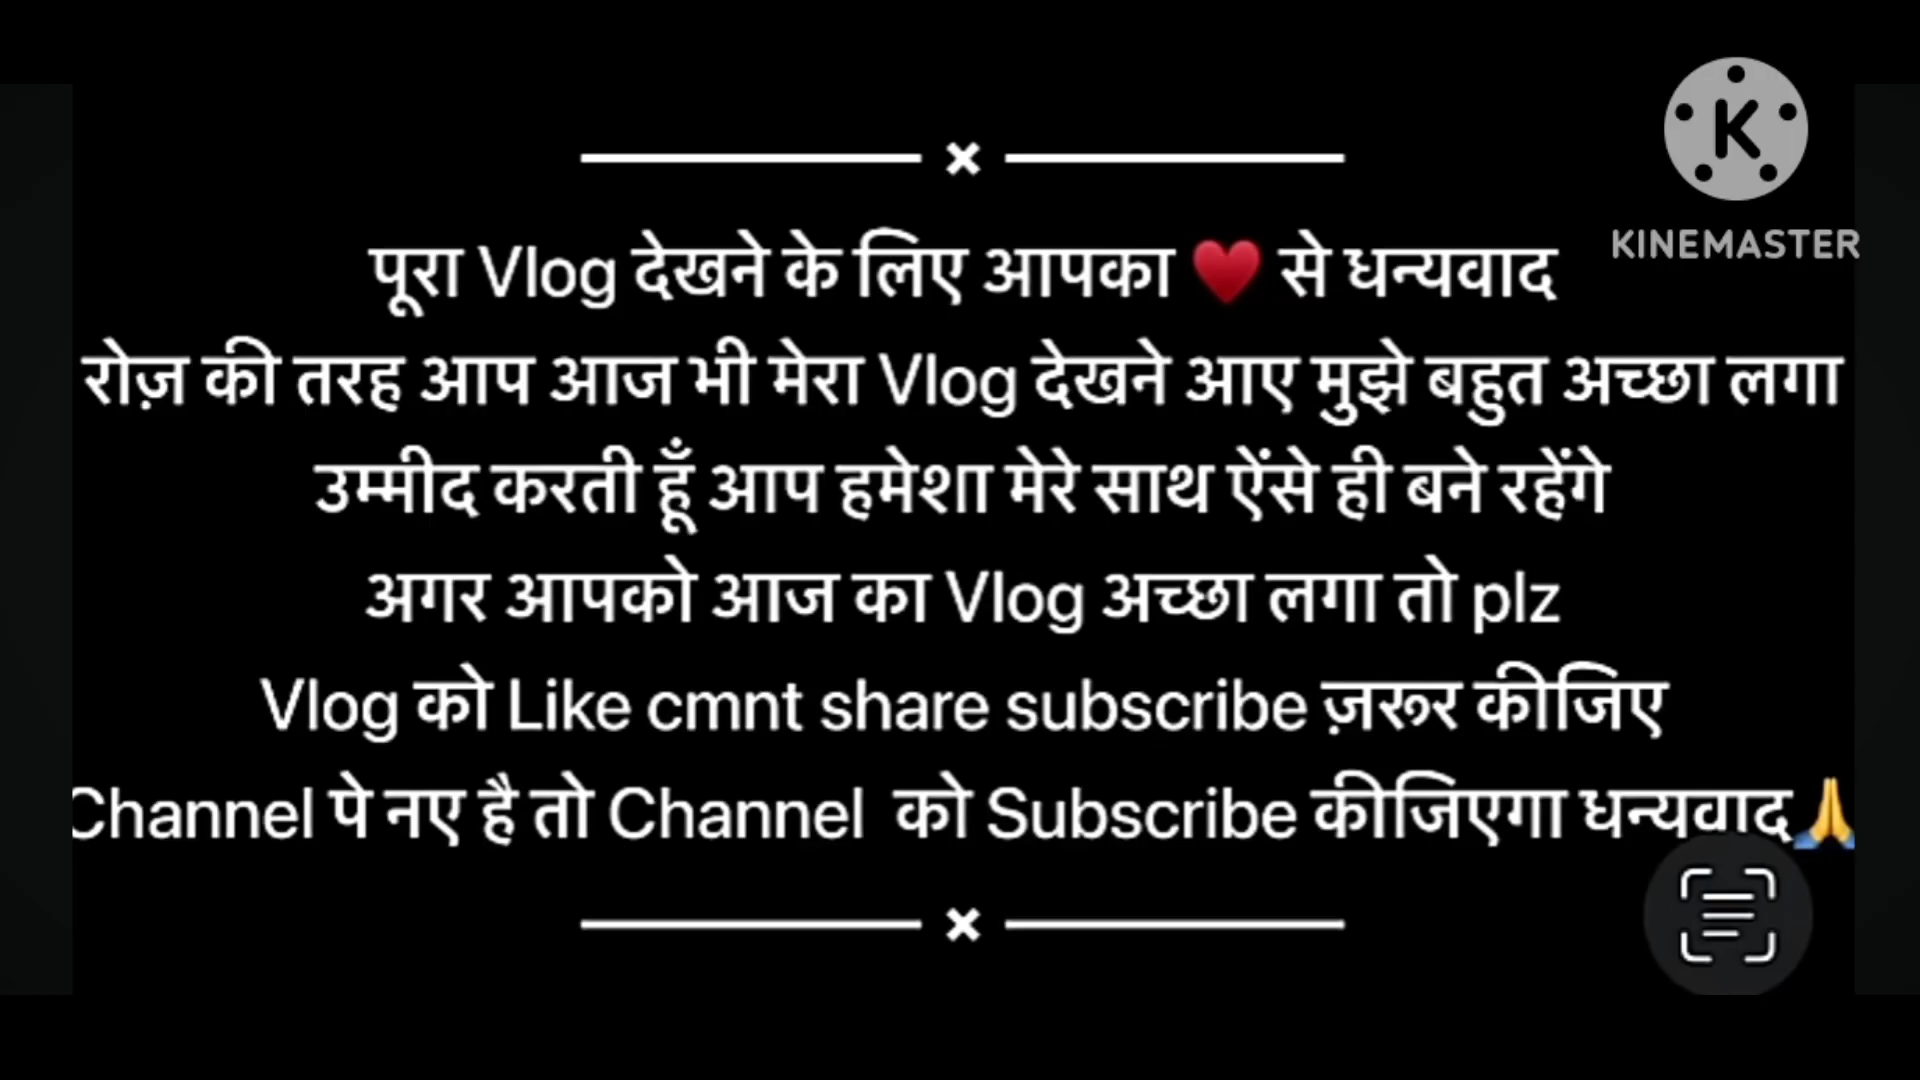 KINEMASTER
पूरा Vlog देखने के लिए आपका ♥️ से धन्यवाद
रोज़ की तरह आप आज भी मेरा Vlog देखने आए मुझे बहुत अच्छा लगा
उम्मीद करती हूँ आप हमेशा मेरे साथ ऐंसे ही बने रहेंगे
अगर आपको आज का Vlog अच्छा लगा तो plz
Vlog को Like cmnt share subscribe ज़रूर कीजिए
Channel पे नए है तो Channel को Subscribe कीजिएगा धन्यवाद🙏